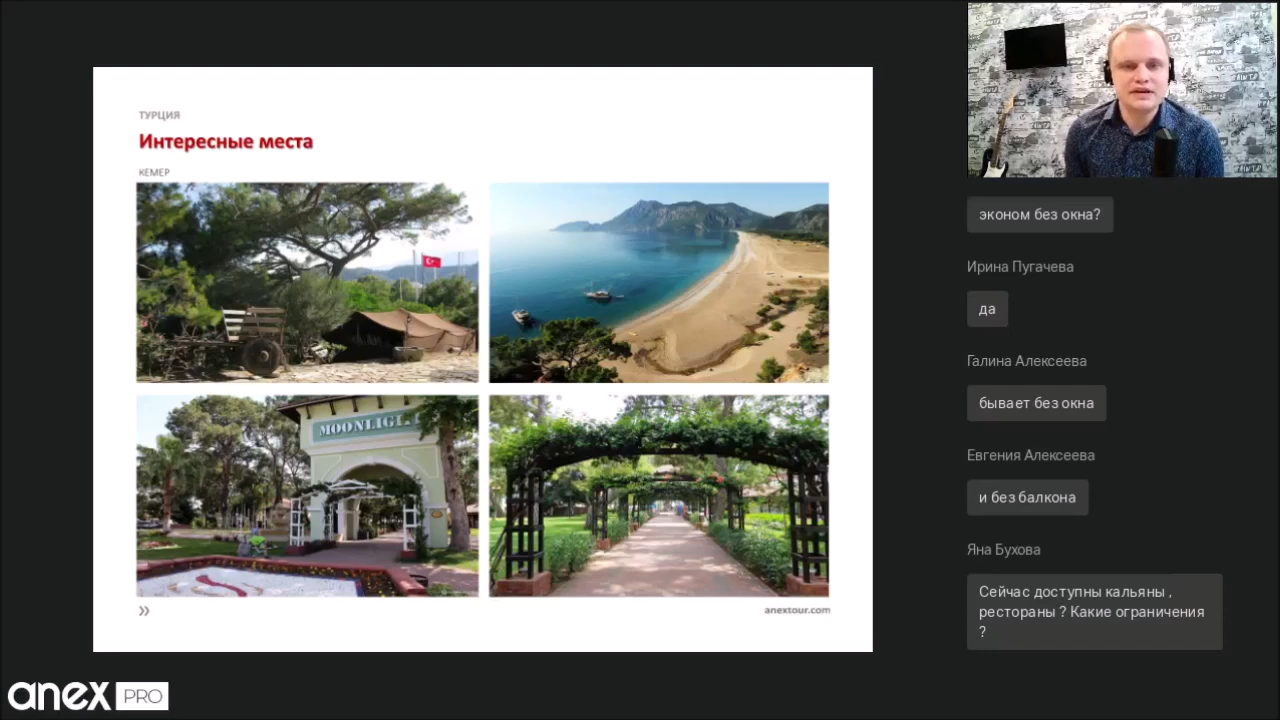 ТУРЦИЯ
Интересные места
КЕМЕР
MOONLIG
»
anextour.com
anex PRO
эконом без окна?
Ирина Пугачева
да
Галина Алексеева
бывает без окна
Евгения Алексеева
и без балкона
Яна Бухова
Сейчас доступны кальяны ,
рестораны ? Какие ограничения
?